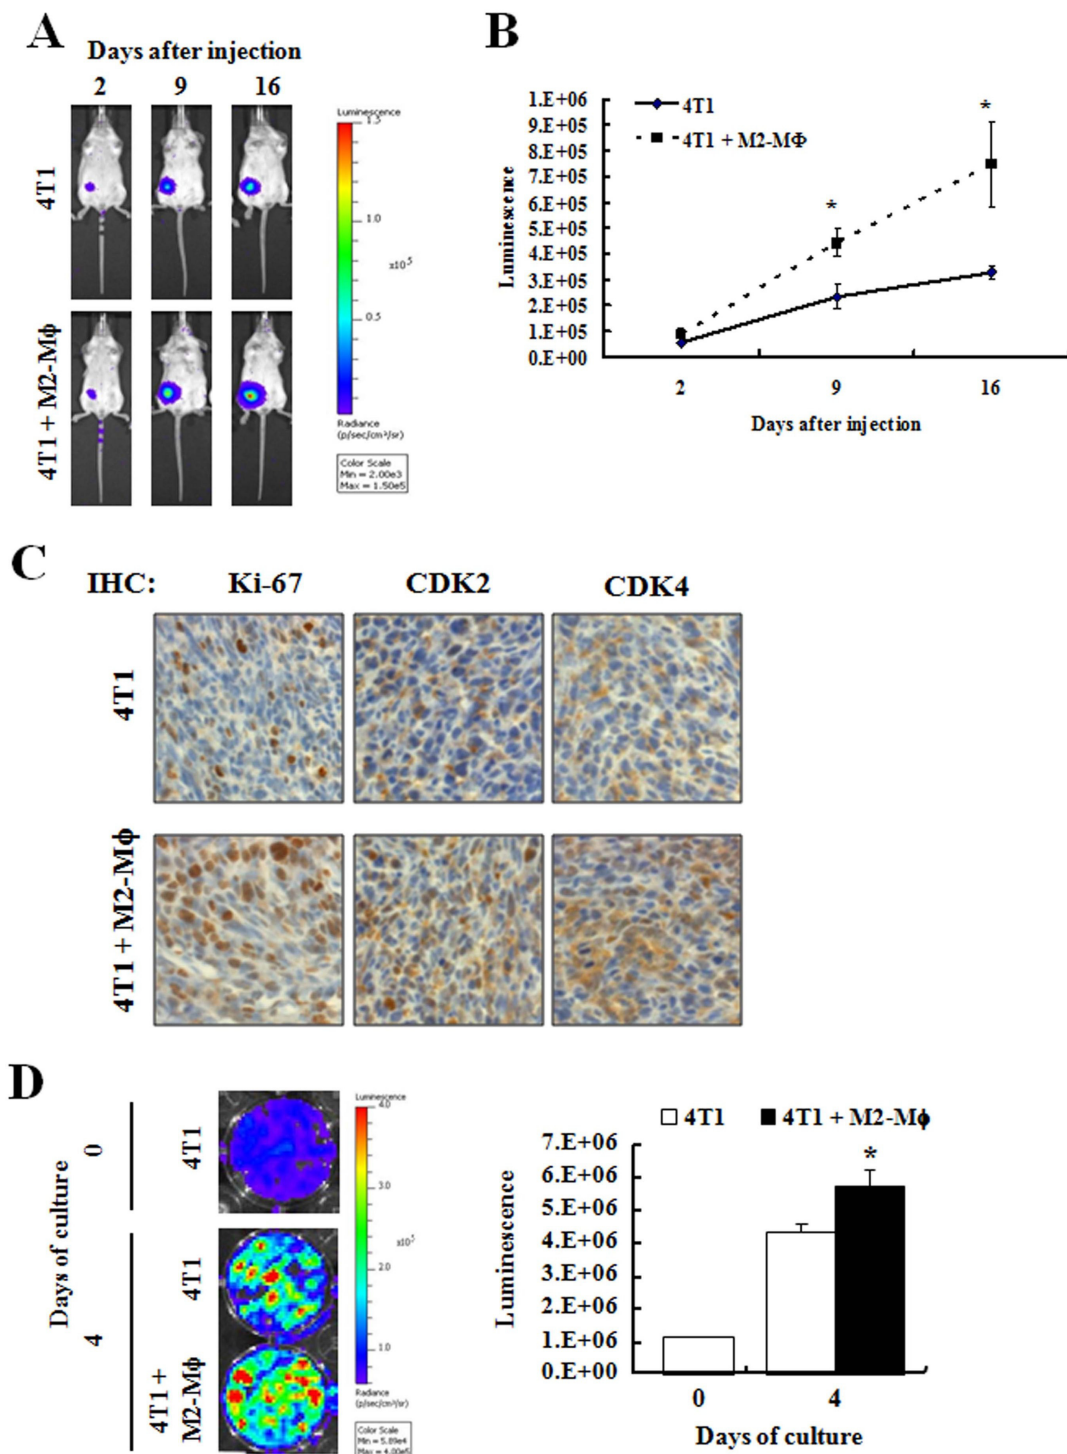 A
Days after injection
2 9 16
4T1
4T1 + M2-Mϕ
Luminescence
1.5
1.0
x10⁵
0.5
Radiance
(p/sec/cm²/sr)
Color Scale
Min = 2.00e3
Max = 1.50e5
B
4T1
4T1 + M2-MΦ
Luminescence
1.E+06
9.E+05
8.E+05
7.E+05
6.E+05
5.E+05
4.E+05
3.E+05
2.E+05
1.E+05
0.E+00
*
*
2 9 16
Days after injection
C
IHC: Ki-67 CDK2 CDK4
4T1
4T1 + M2-Mϕ
D
Days of culture
0
4
4T1
4T1
4T1 +
M2-Mϕ
Luminescence
4.0
3.0
x10⁵
2.0
1.0
Radiance
(p/sec/cm²/sr)
Color Scale
Min = 5.89e4
Max = 4.00e5
4T1 4T1 + M2-Mϕ
Luminescence
7.E+06
6.E+06
5.E+06
4.E+06
3.E+06
2.E+06
1.E+06
0.E+00
*
0 4
Days of culture